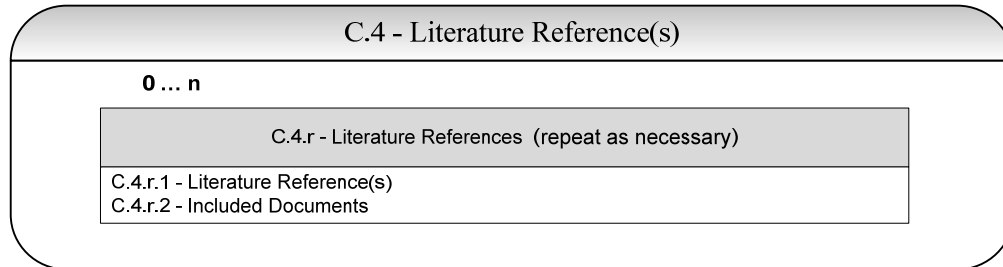 C.4 - Literature Reference(s)
0 … n
C.4.r - Literature References (repeat as necessary)
C.4.r.1 - Literature Reference(s)
C.4.r.2 - Included Documents